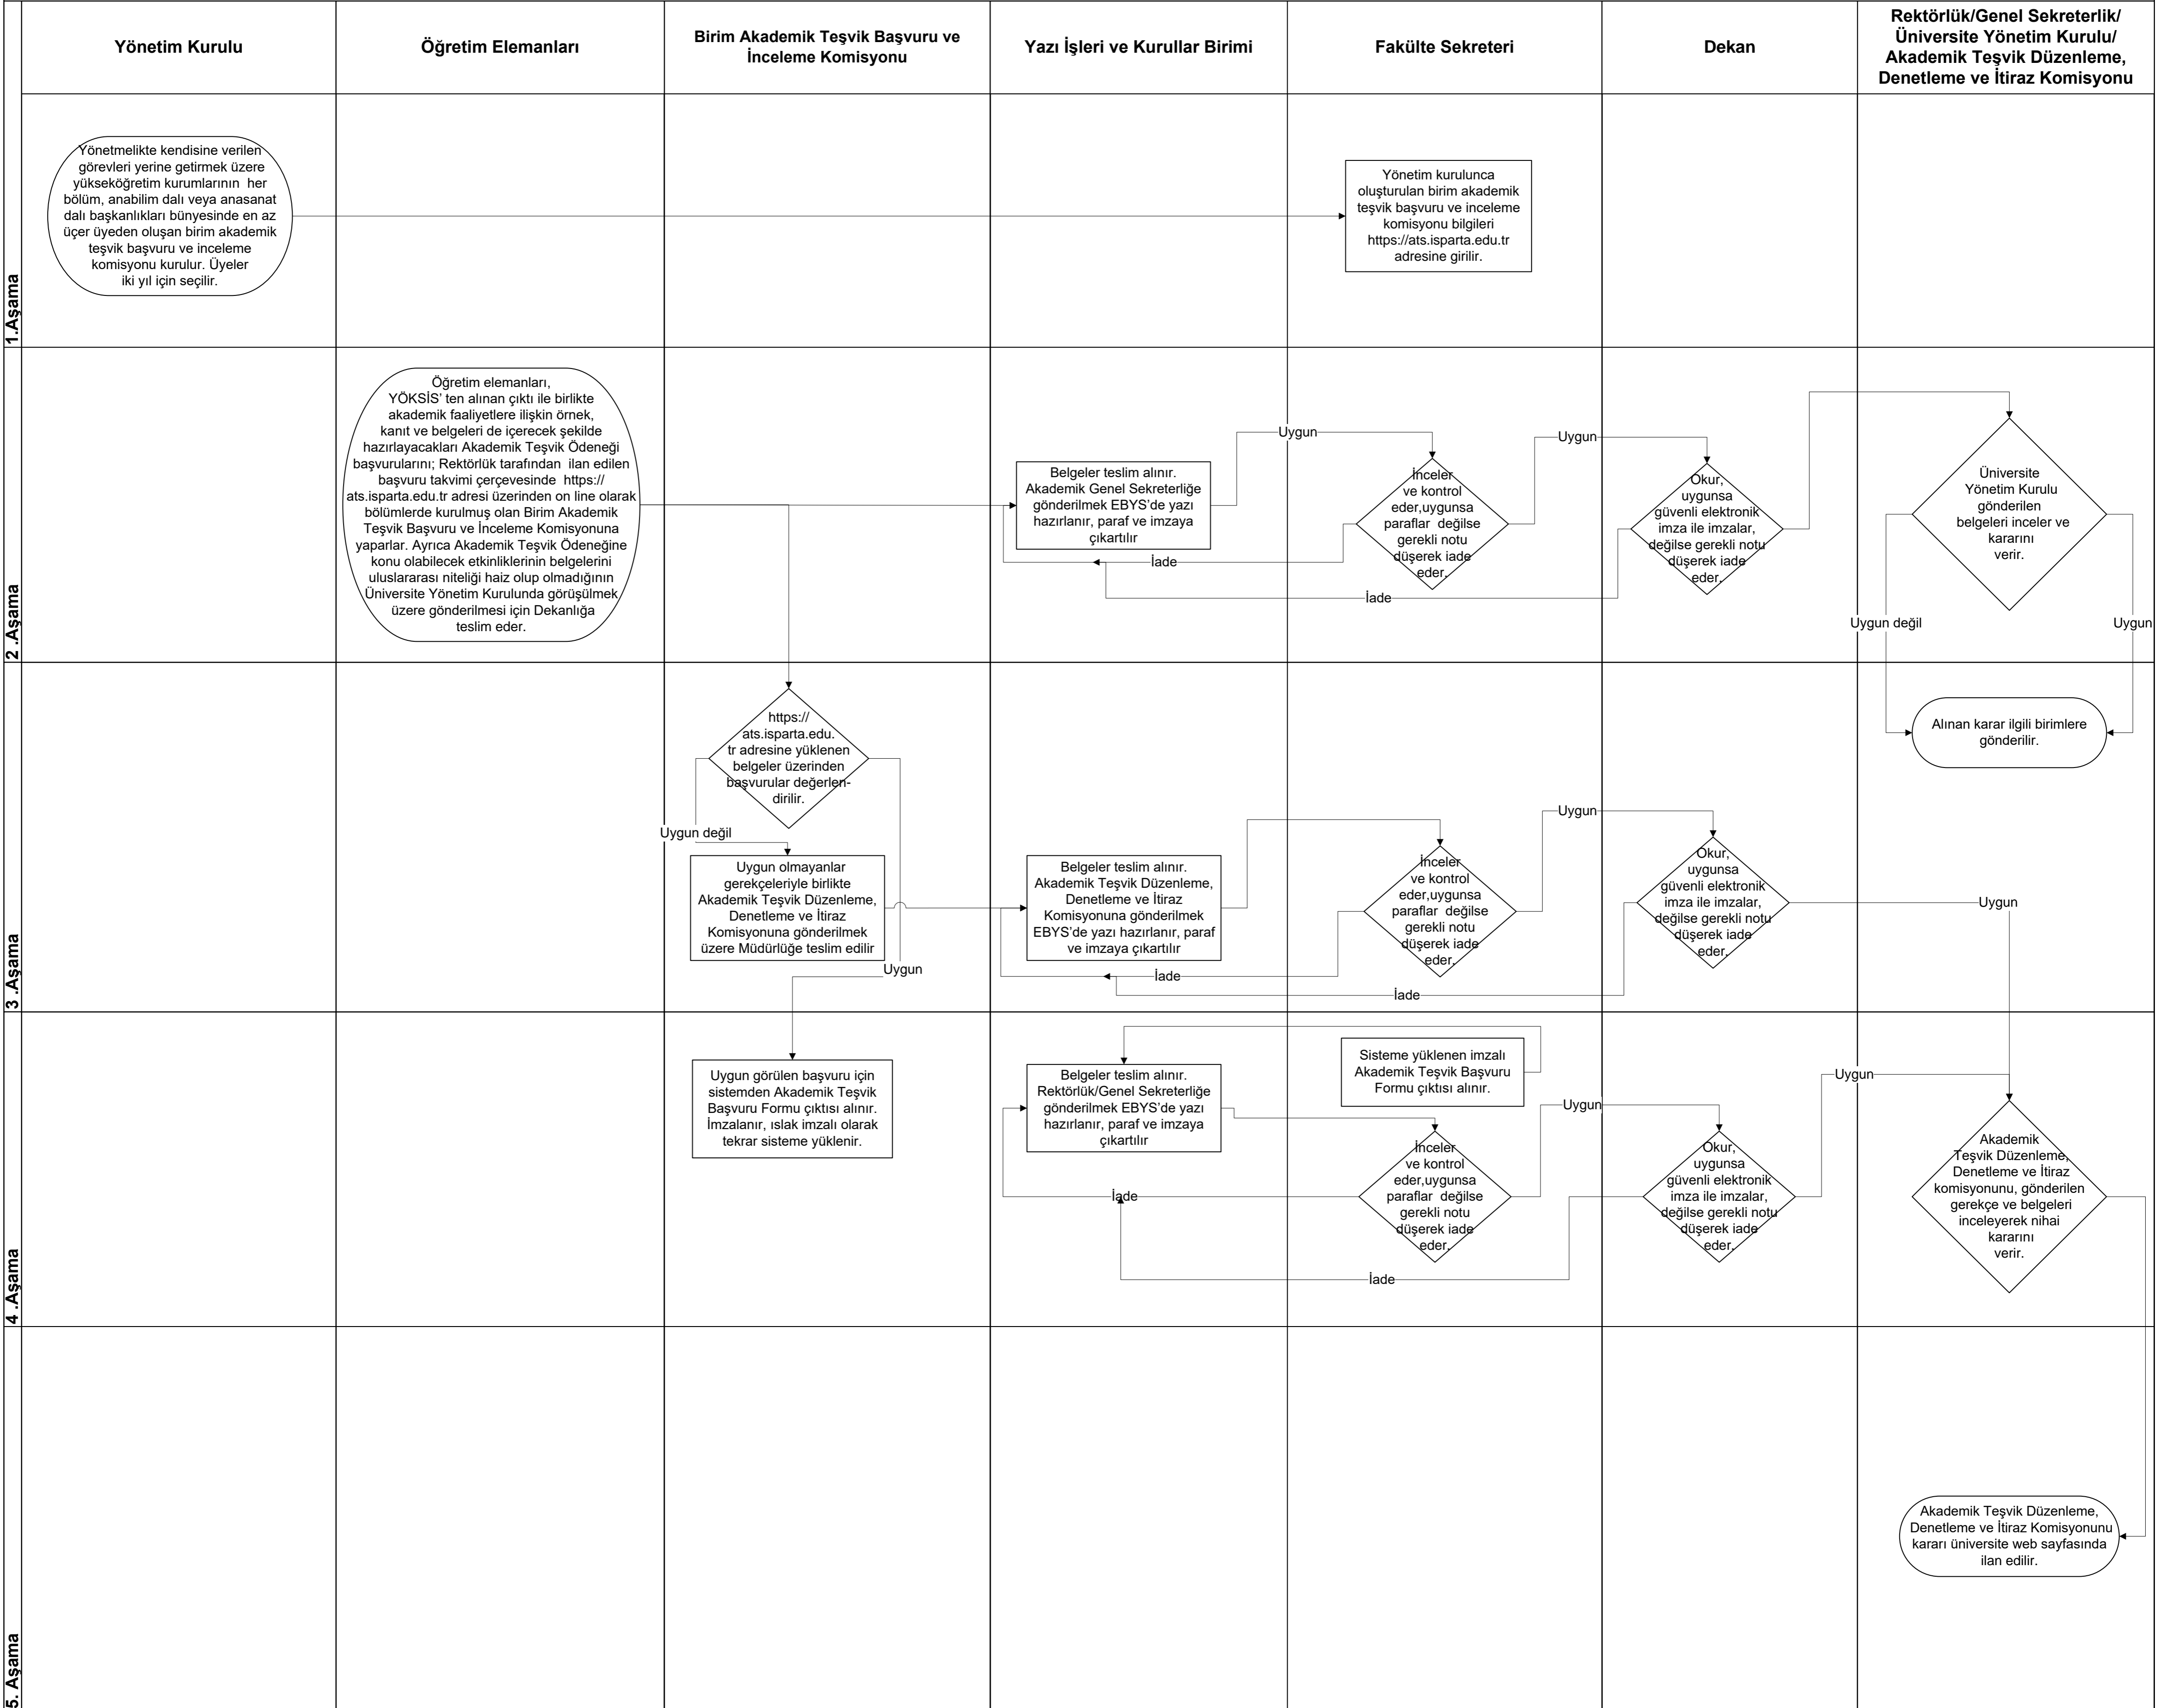 Yönetim Kurulu
Öğretim Elemanları
Birim Akademik Teşvik Başvuru ve
İnceleme Komisyonu
Yazı İşleri ve Kurullar Birimi
Fakülte Sekreteri
Dekan
Rektörlük/Genel Sekreterlik/
Üniversite Yönetim Kurulu/
Akademik Teşvik Düzenleme,
Denetleme ve İtiraz Komisyonu
1.Aşama
Yönetmelikte kendisine verilen
görevleri yerine getirmek üzere
yükseköğretim kurumlarının  her
bölüm, anabilim dalı veya anasanat
dalı başkanlıkları bünyesinde en az
üçer üyeden oluşan birim akademik
teşvik başvuru ve inceleme
komisyonu kurulur. Üyeler
iki yıl için seçilir.
Yönetim kurulunca
oluşturulan birim akademik
teşvik başvuru ve inceleme
komisyonu bilgileri
https://ats.isparta.edu.tr
adresine girilir.
2 .Aşama
Öğretim elemanları,
YÖKSİS’ ten alınan çıktı ile birlikte
akademik faaliyetlere ilişkin örnek,
kanıt ve belgeleri de içerecek şekilde
hazırlayacakları Akademik Teşvik Ödeneği
başvurularını; Rektörlük tarafından  ilan edilen
başvuru takvimi çerçevesinde  https://
ats.isparta.edu.tr adresi üzerinden on line olarak
bölümlerde kurulmuş olan Birim Akademik
Teşvik Başvuru ve İnceleme Komisyonuna
yaparlar. Ayrıca Akademik Teşvik Ödeneğine
konu olabilecek etkinliklerinin belgelerini
uluslararası niteliği haiz olup olmadığının
Üniversite Yönetim Kurulunda görüşülmek
üzere gönderilmesi için Dekanlığa
teslim eder.
Belgeler teslim alınır.
Akademik Genel Sekreterliğe
gönderilmek EBYS’de yazı
hazırlanır, paraf ve imzaya
çıkartılır
Uygun
İnceler
ve kontrol
eder,uygunsa
paraflar  değilse
gerekli notu
düşerek iade
eder.
İade
Uygun
Okur,
uygunsa
güvenli elektronik
imza ile imzalar,
değilse gerekli notu
düşerek iade
eder.
İade
Üniversite
Yönetim Kurulu
gönderilen
belgeleri inceler ve
kararını
verir.
Uygun değil
Uygun
3 .Aşama
https://
ats.isparta.edu.
tr adresine yüklenen
belgeler üzerinden
başvurular değerlen-
dirilir.
Uygun değil
Uygun olmayanlar
gerekçeleriyle birlikte
Akademik Teşvik Düzenleme,
Denetleme ve İtiraz
Komisyonuna gönderilmek
üzere Müdürlüğe teslim edilir
Uygun
Belgeler teslim alınır.
Akademik Teşvik Düzenleme,
Denetleme ve İtiraz
Komisyonuna gönderilmek
EBYS’de yazı hazırlanır, paraf
ve imzaya çıkartılır
İnceler
ve kontrol
eder,uygunsa
paraflar  değilse
gerekli notu
düşerek iade
eder.
İade
Uygun
Okur,
uygunsa
güvenli elektronik
imza ile imzalar,
değilse gerekli notu
düşerek iade
eder.
İade
Uygun
Alınan karar ilgili birimlere
gönderilir.
4 .Aşama
Uygun görülen başvuru için
sistemden Akademik Teşvik
Başvuru Formu çıktısı alınır.
İmzalanır, ıslak imzalı olarak
tekrar sisteme yüklenir.
Belgeler teslim alınır.
Rektörlük/Genel Sekreterliğe
gönderilmek EBYS’de yazı
hazırlanır, paraf ve imzaya
çıkartılır
Sisteme yüklenen imzalı
Akademik Teşvik Başvuru
Formu çıktısı alınır.
İnceler
ve kontrol
eder,uygunsa
paraflar  değilse
gerekli notu
düşerek iade
eder.
İade
Uygun
Okur,
uygunsa
güvenli elektronik
imza ile imzalar,
değilse gerekli notu
düşerek iade
eder.
İade
Uygun
Akademik
Teşvik Düzenleme,
Denetleme ve İtiraz
komisyonunu, gönderilen
gerekçe ve belgeleri
inceleyerek nihai
kararını
verir.
5. Aşama
Akademik Teşvik Düzenleme,
Denetleme ve İtiraz Komisyonunu
kararı üniversite web sayfasında
ilan edilir.